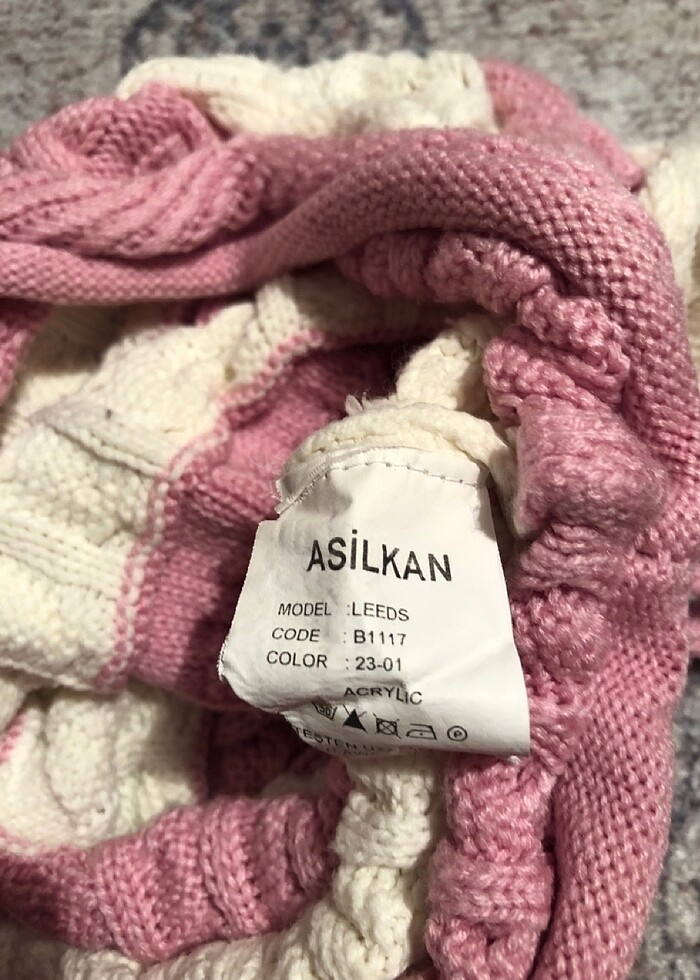 ASİLKAN
MODEL :LEEDS
CODE : B1117
COLOR : 23-01
ACRYLIC
P